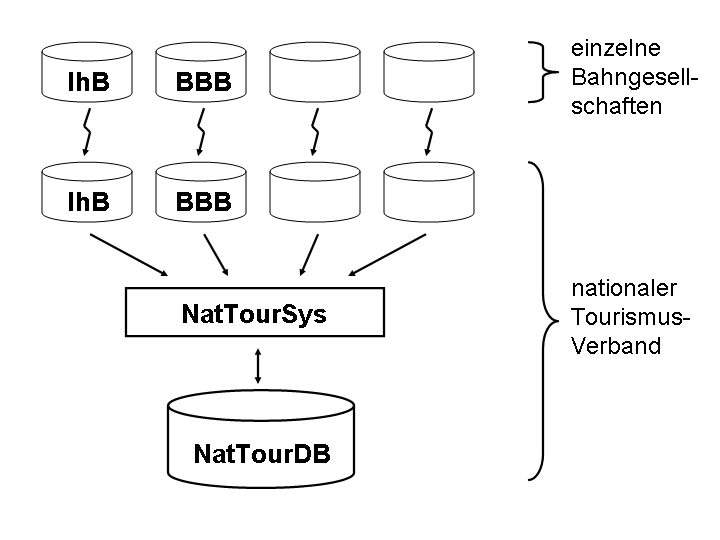 IhB BBB
einzelne
Bahngesell-
schaften
IhB BBB
NatTourSys
nationaler
Tourismus-
Verband
NatTourDB